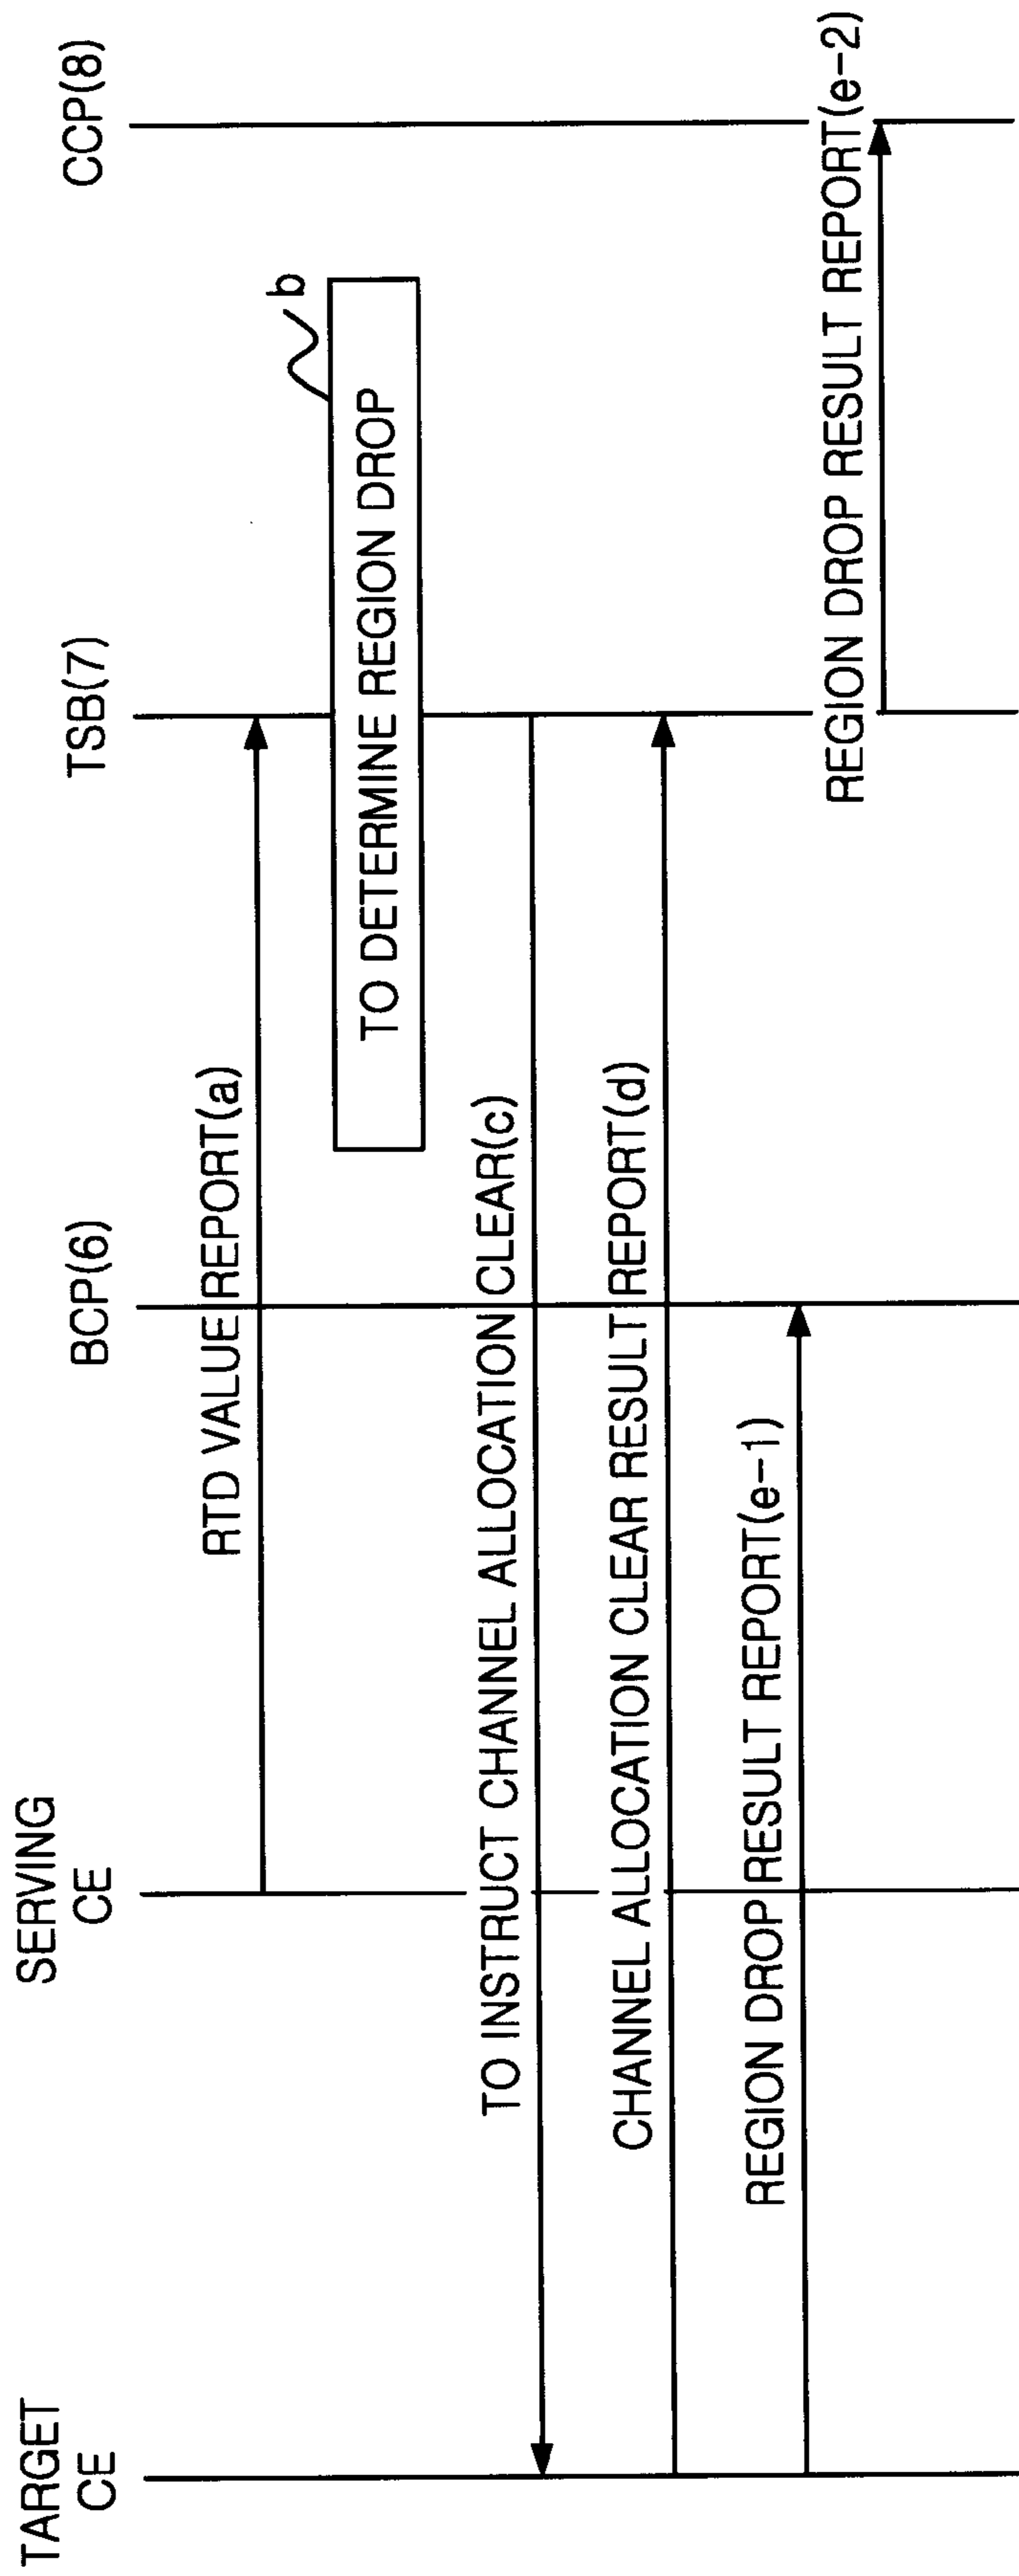 TARGET
CE
SERVING
CE
BCP(6)
TSB(7)
CCP(8)
RTD VALUE REPORT(a)
b
TO DETERMINE REGION DROP
TO INSTRUCT CHANNEL ALLOCATION CLEAR(c)
CHANNEL ALLOCATION CLEAR RESULT REPORT(d)
REGION DROP RESULT REPORT(e-1)
REGION DROP RESULT REPORT(e-2)